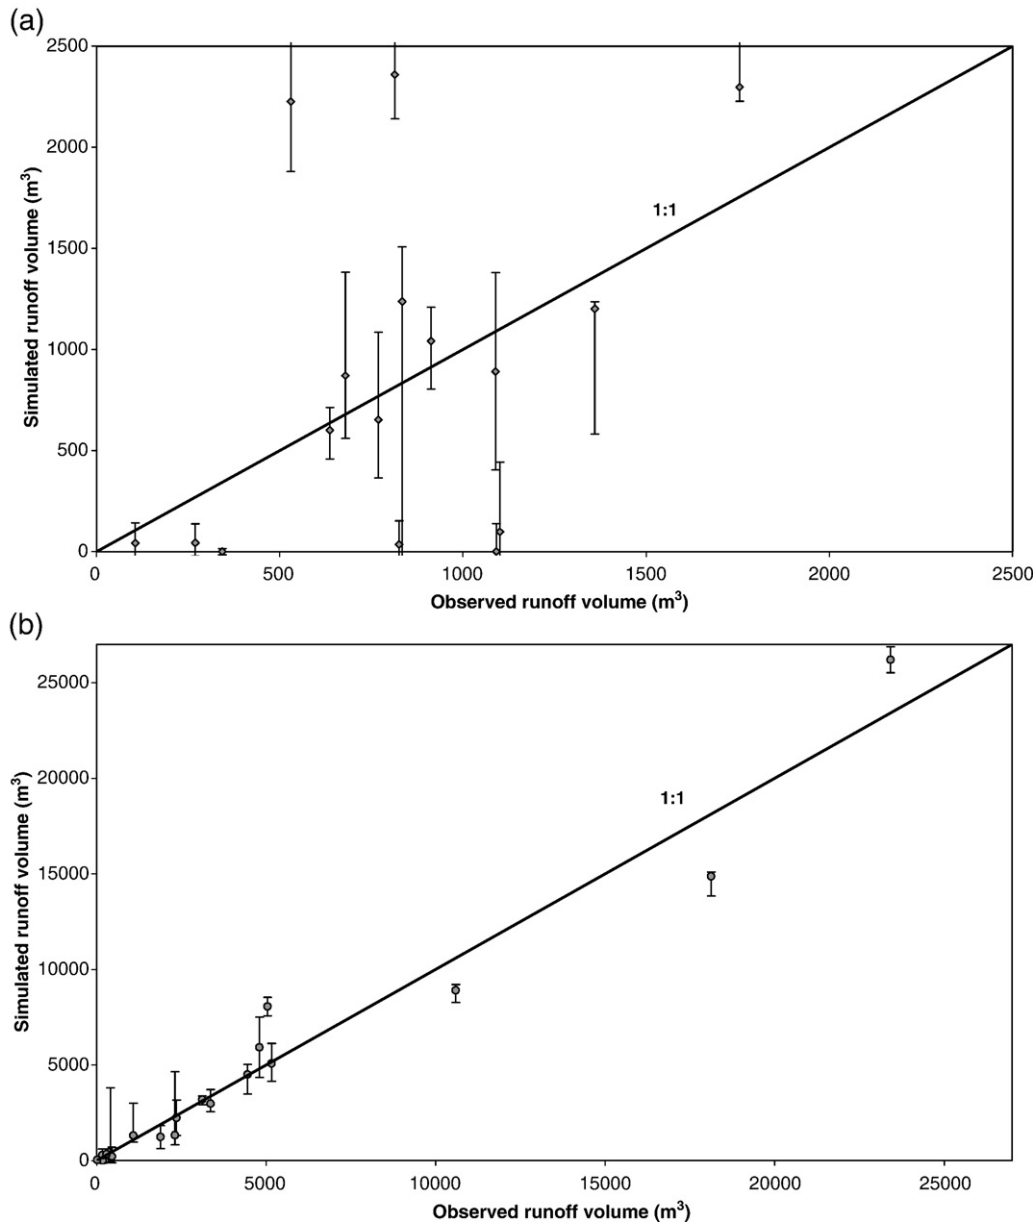 (a)
2500
2000
1500
1000
500
0
Simulated runoff volume (m³)
1:1
0 500 1000 1500 2000 2500
Observed runoff volume (m³)
(b)
25000
20000
15000
10000
5000
0
Simulated runoff volume (m³)
1:1
0 5000 10000 15000 20000 25000
Observed runoff volume (m³)